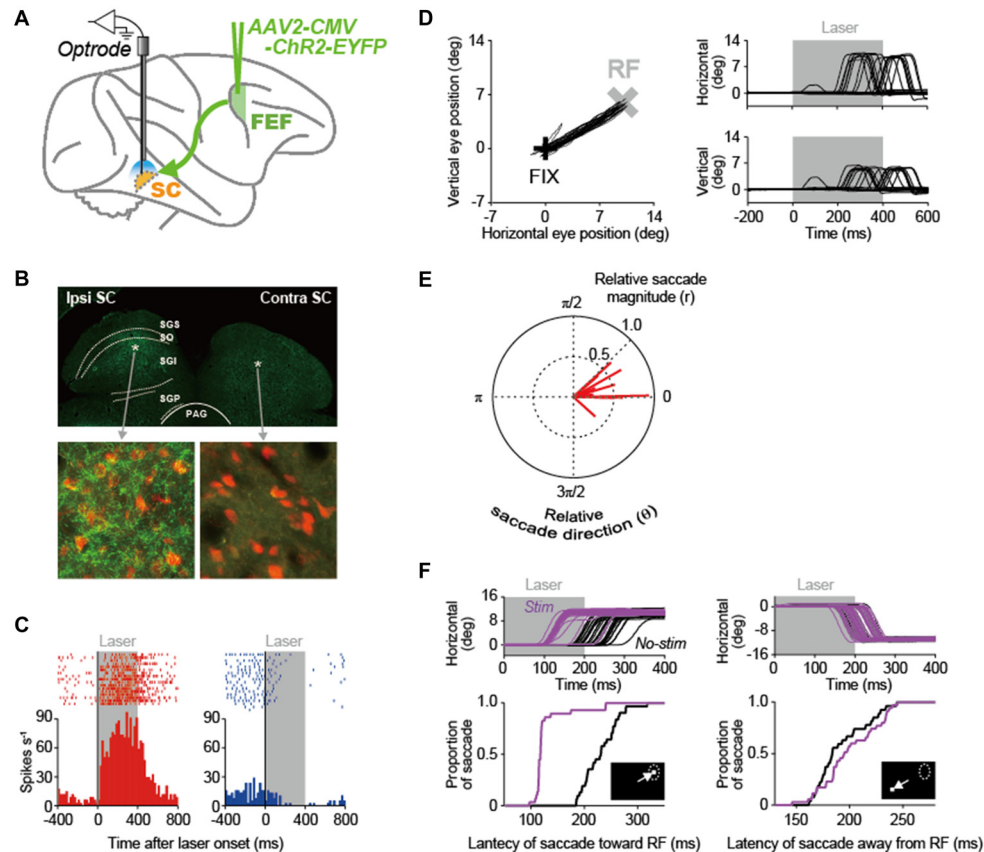 A
AAV2-CMV
-ChR2-EYFP
Optrode
FEF
SC
B
Ipsi SC
Contra SC
SGS
SO
SGI
SGP
PAG
*
*
C
Laser
Laser
90
60
30
0
Spikes s⁻¹
90
60
30
0
-400 0 400 800
-400 0 400 800
Time after laser onset (ms)
D
14
7
0
-7
Vertical eye position (deg)
RF
FIX
-7 0 7 14
Horizontal eye position (deg)
Laser
14
7
0
Horizontal
(deg)
14
7
0
Vertical
(deg)
-200 0 200 400 600
Time (ms)
E
Relative saccade
magnitude (r)
π/2
1.0
0.5
π
0
3π/2
Relative
saccade direction (θ)
F
Laser
16
8
0
Horizontal
(deg)
Stim
No-stim
0 100 200 300 400
Time (ms)
1.0
0.5
0
Proportion
of saccade
100 200 300
Lantecy of saccade toward RF (ms)
Laser
0
-8
-16
Horizontal
(deg)
0 100 200 300 400
Time (ms)
1.0
0.5
0
Proportion
of saccade
150 200 250
Latency of saccade away from RF (ms)